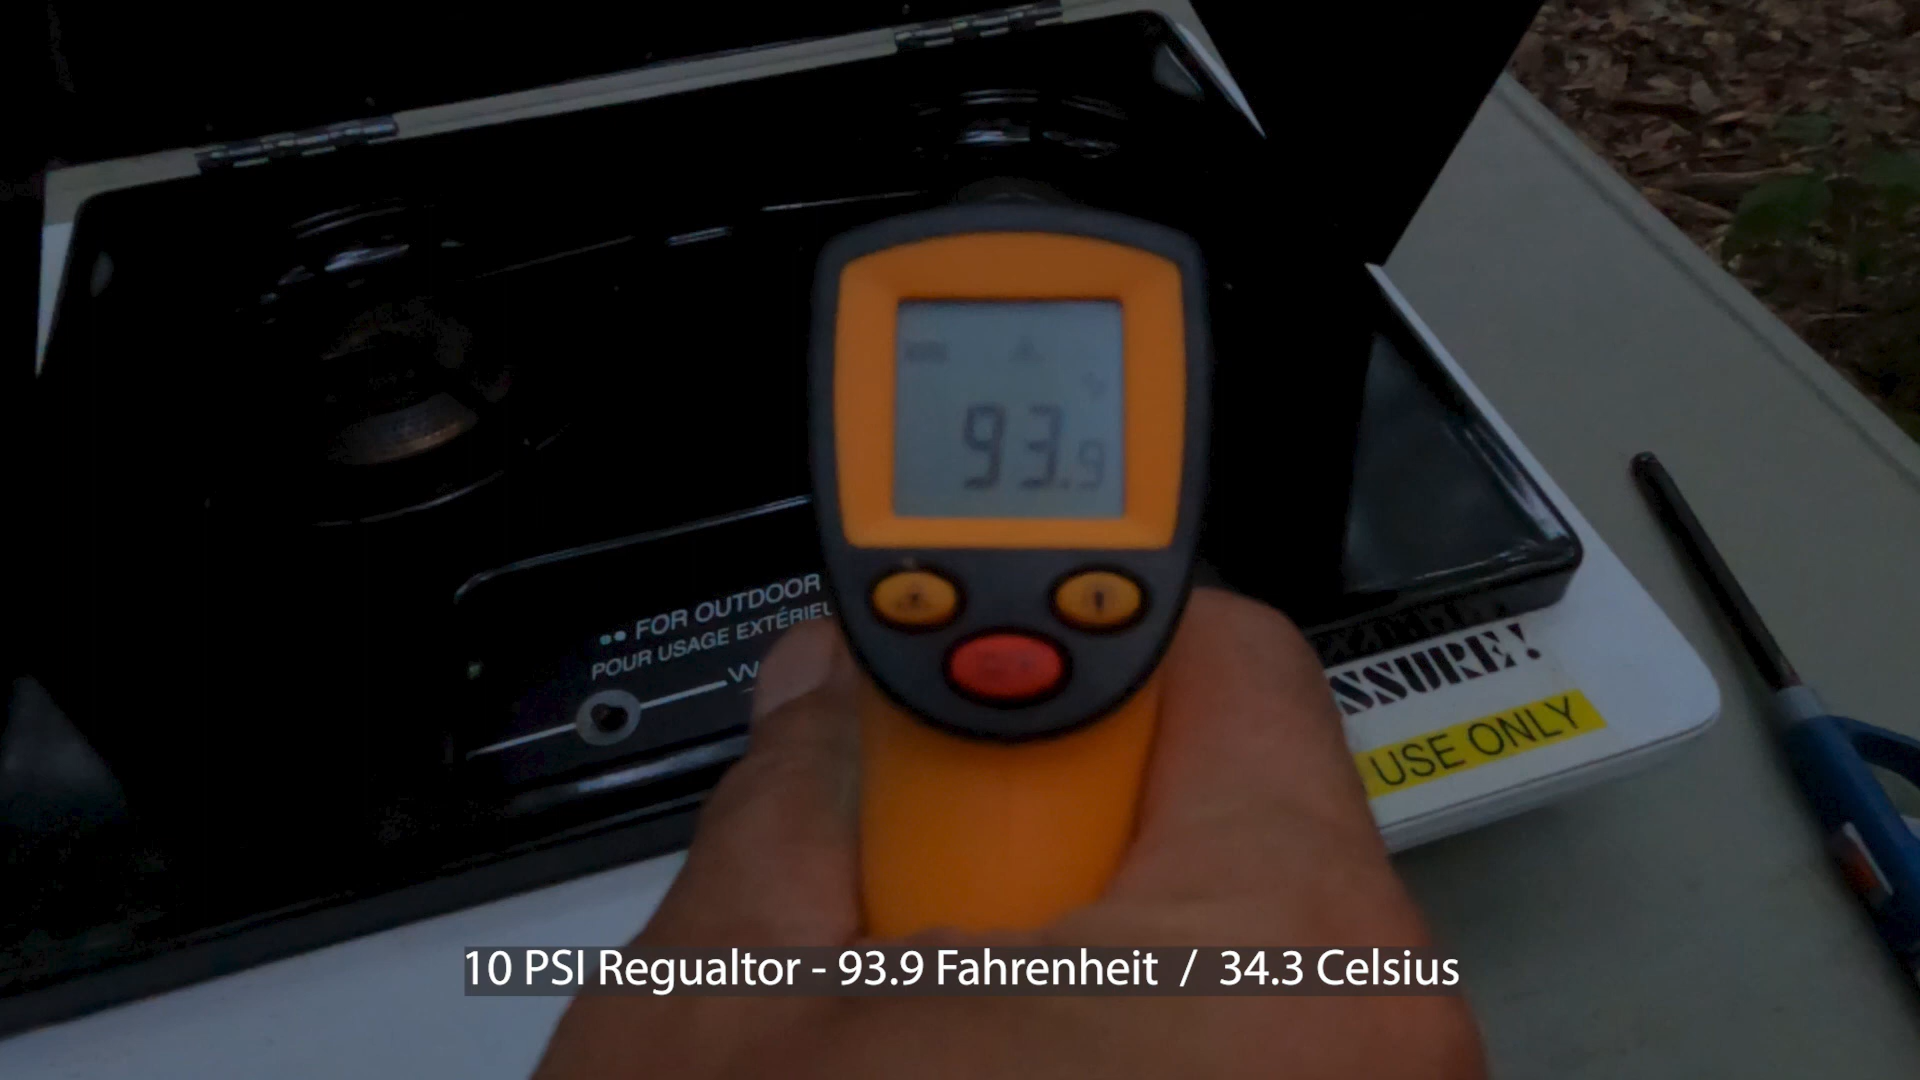 93.9
•• FOR OUTDOOR
POUR USAGE EXTÉRIEU
W
SSURE!
USE ONLY
10 PSI Regualtor - 93.9 Fahrenheit / 34.3 Celsius